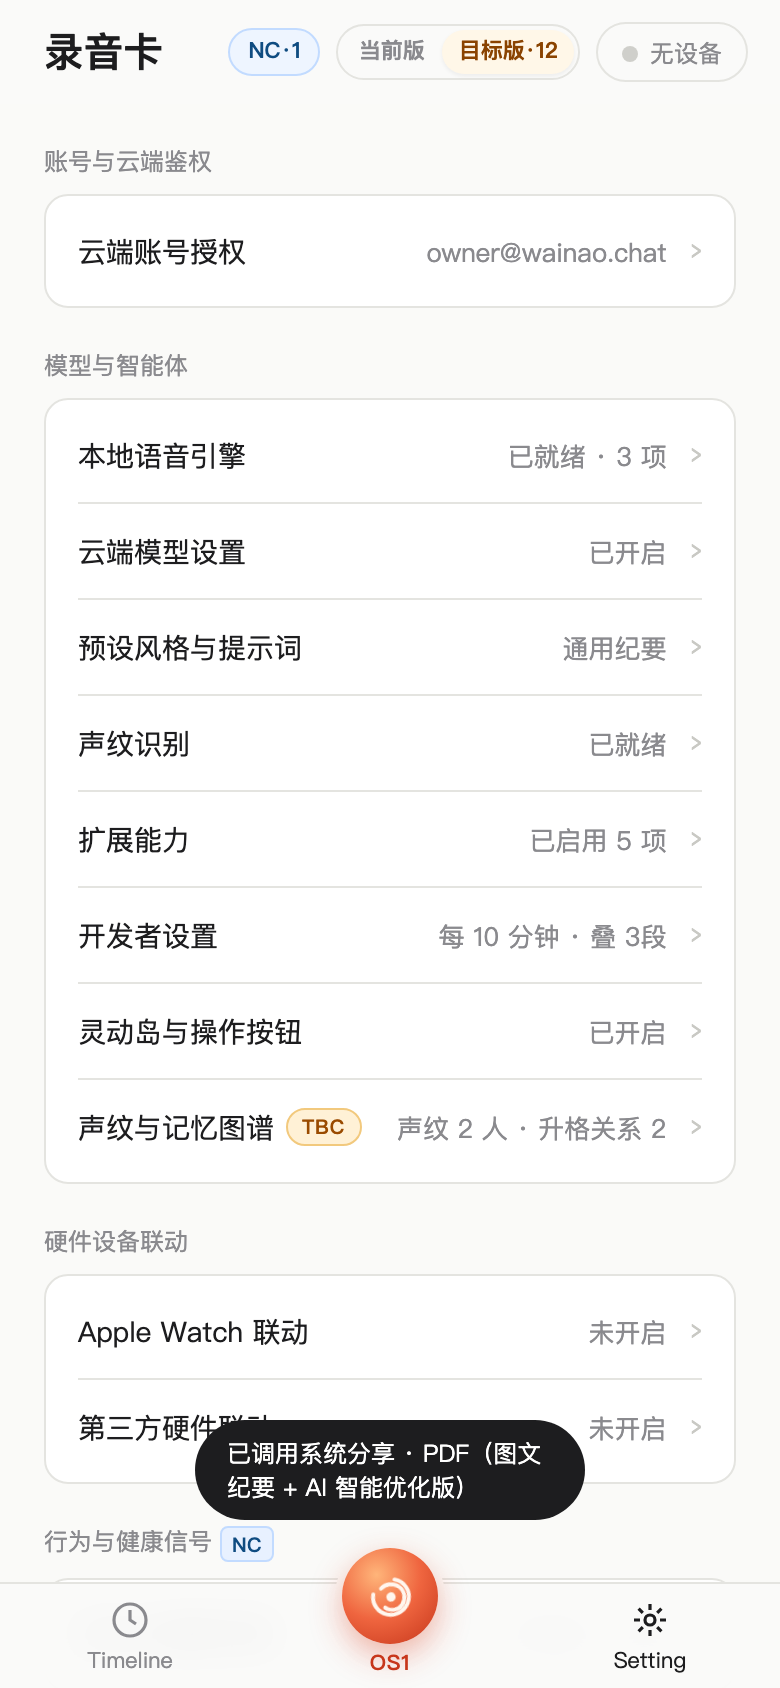 录音卡
NC·1
当前版
目标版·12
无设备
账号与云端鉴权
云端账号授权
owner@wainao.chat
模型与智能体
本地语音引擎
已就绪 · 3 项
云端模型设置
已开启
预设风格与提示词
通用纪要
声纹识别
已就绪
扩展能力
已启用 5 项
开发者设置
每 10 分钟 · 叠 3段
灵动岛与操作按钮
已开启
声纹与记忆图谱
TBC
声纹 2 人 · 升格关系 2
硬件设备联动
Apple Watch 联动
未开启
第三方硬件联动
未开启
已调用系统分享 · PDF（图文
纪要 + AI 智能优化版）
行为与健康信号
NC
Timeline
OS1
Setting